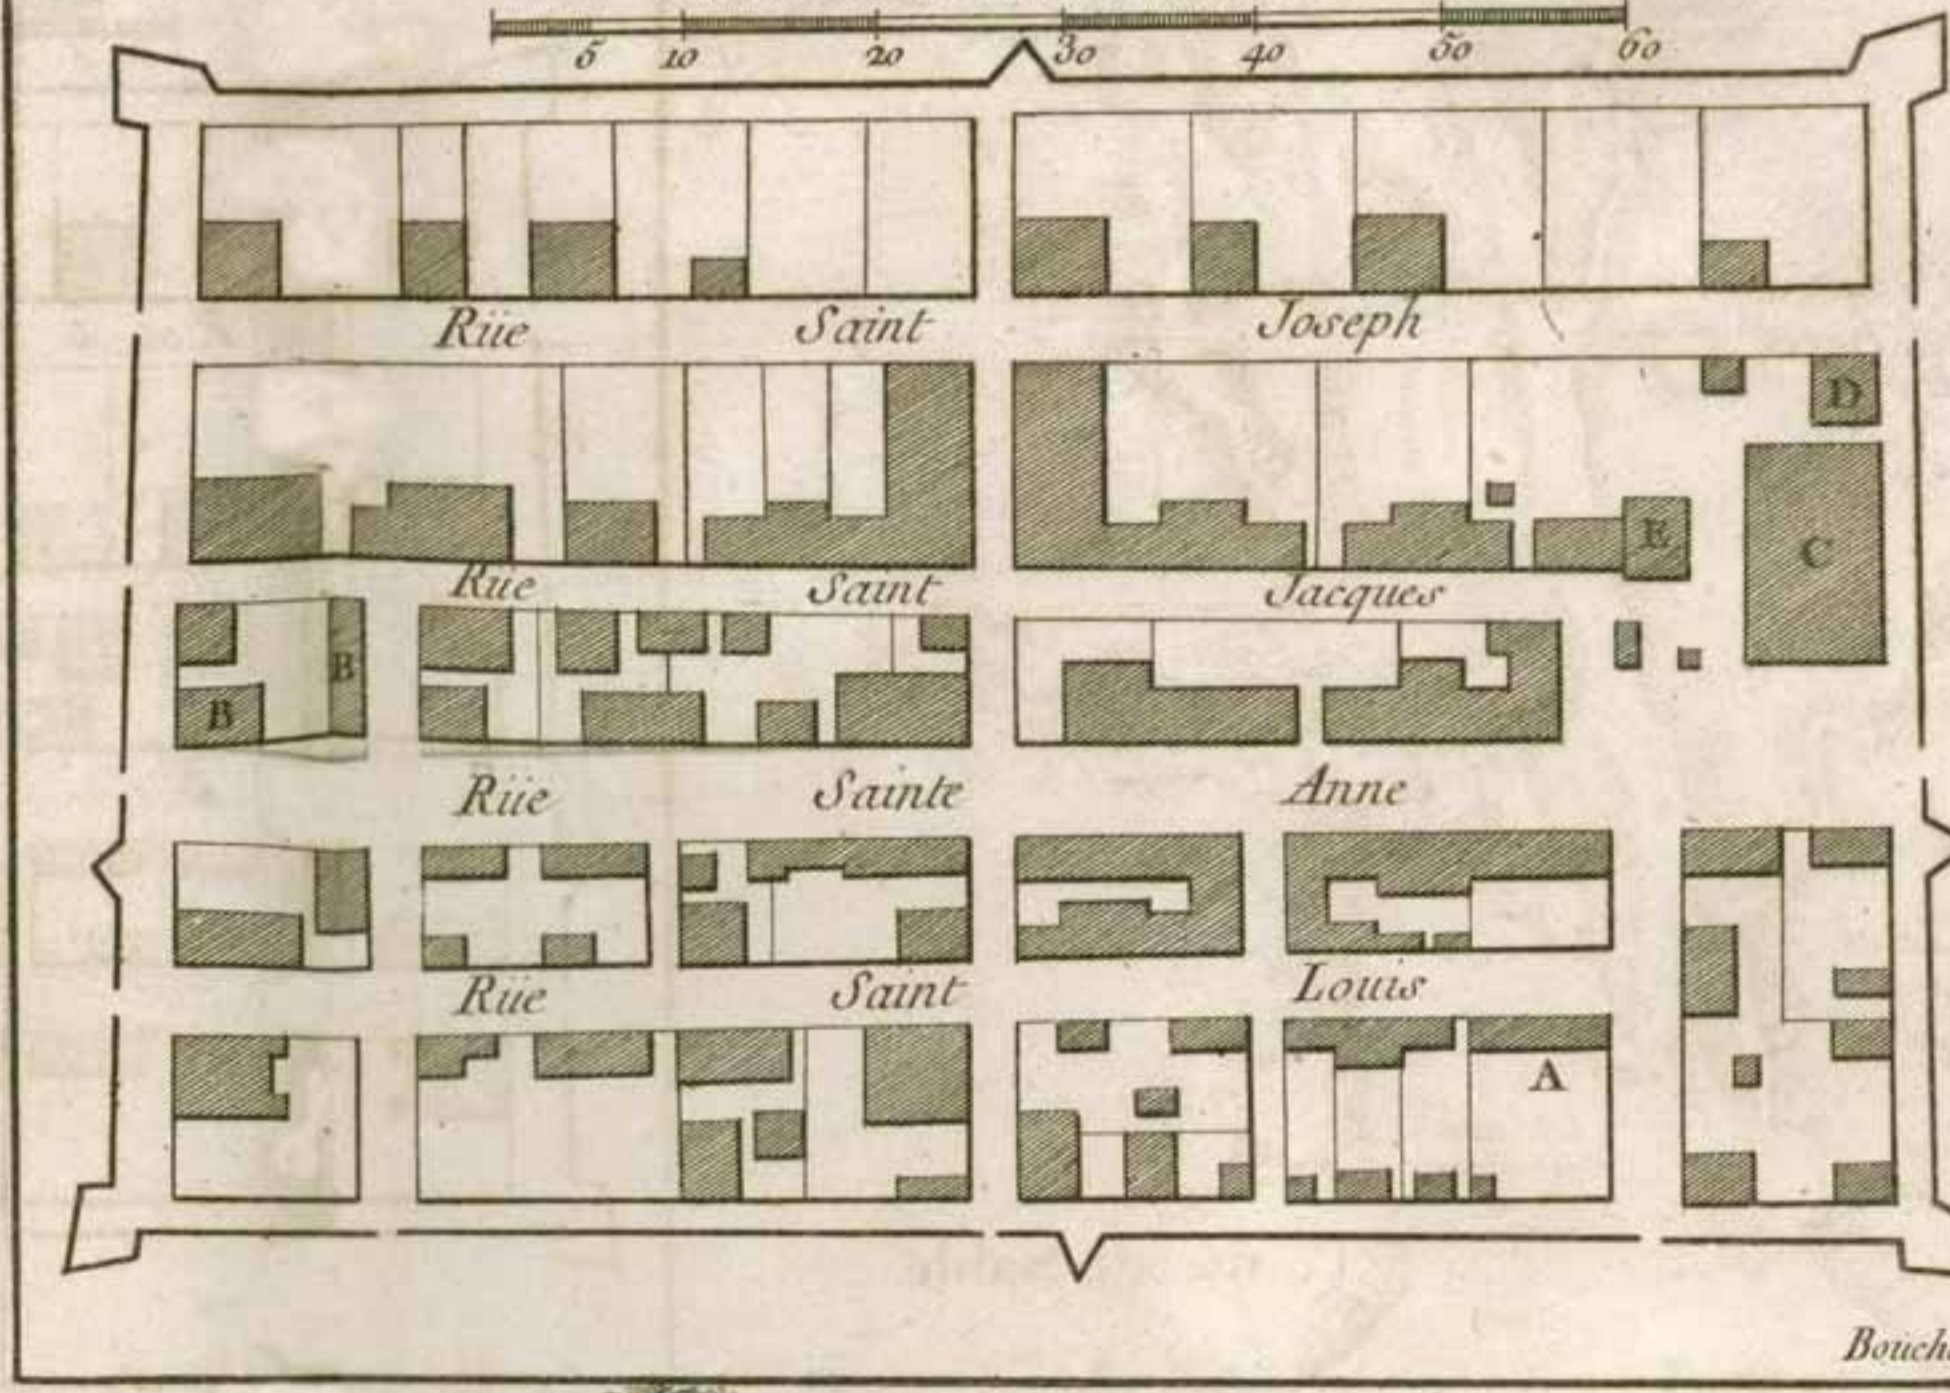 5 10 20 30 40 50 60
Rüe Saint Joseph
D
E C
Rüe Saint Jacques
B
B
Rüe Sainte Anne
Rüe Saint Louis
A